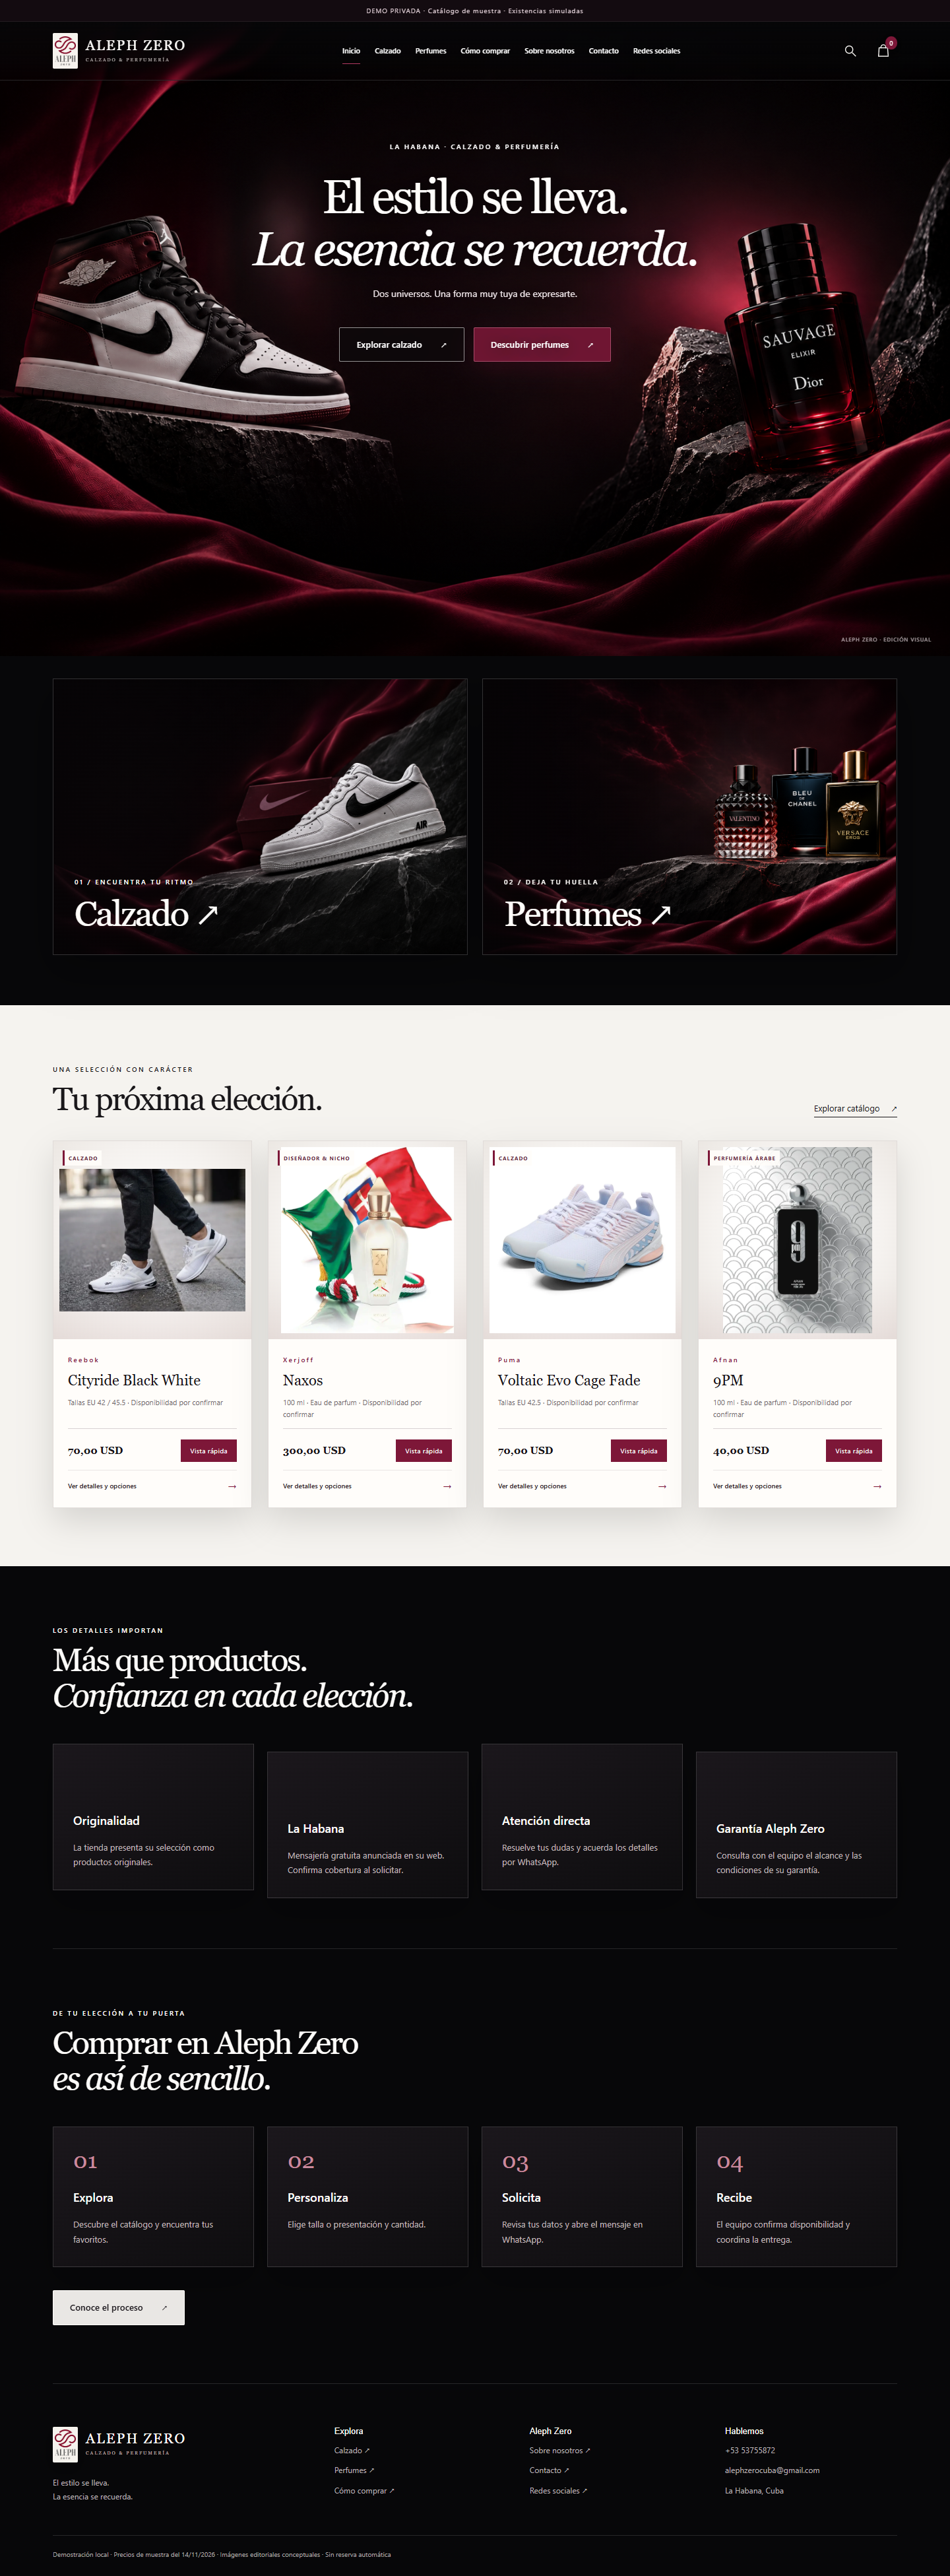 DEMO PRIVADA · Catálogo de muestra · Existencias simuladas
ALEPH ZERO
CALZADO & PERFUMERÍA
Inicio
Calzado
Perfumes
Cómo comprar
Sobre nosotros
Contacto
Redes sociales
0
LA HABANA · CALZADO & PERFUMERÍA
El estilo se lleva.
La esencia se recuerda.
Dos universos. Una forma muy tuya de expresarte.
Explorar calzado ↗
Descubrir perfumes ↗
SAUVAGE
ELIXIR
Dior
ALEPH ZERO · EDICIÓN VISUAL
AIR
01 / ENCUENTRA TU RITMO
Calzado ↗
VALENTINO
BLEU
DE
CHANEL
VERSACE
EROS
02 / DEJA TU HUELLA
Perfumes ↗
UNA SELECCIÓN CON CARÁCTER
Tu próxima elección.
Explorar catálogo ↗
CALZADO
Reebok
Cityride Black White
Tallas EU 42 / 45.5 · Disponibilidad por confirmar
70,00 USD
Vista rápida
Ver detalles y opciones →
DISEÑADOR & NICHO
Xerjoff
Naxos
100 ml · Eau de parfum · Disponibilidad por
confirmar
300,00 USD
Vista rápida
Ver detalles y opciones →
CALZADO
Puma
Voltaic Evo Cage Fade
Tallas EU 42.5 · Disponibilidad por confirmar
70,00 USD
Vista rápida
Ver detalles y opciones →
PERFUMERÍA ÁRABE
9
PM
Afnan
9PM
100 ml · Eau de parfum · Disponibilidad por
confirmar
40,00 USD
Vista rápida
Ver detalles y opciones →
LOS DETALLES IMPORTAN
Más que productos.
Confianza en cada elección.
Originalidad
La tienda presenta su selección como
productos originales.
La Habana
Mensajería gratuita anunciada en su web.
Confirma cobertura al solicitar.
Atención directa
Resuelve tus dudas y acuerda los detalles
por WhatsApp.
Garantía Aleph Zero
Consulta con el equipo el alcance y las
condiciones de su garantía.
DE TU ELECCIÓN A TU PUERTA
Comprar en Aleph Zero
es así de sencillo.
01
Explora
Descubre el catálogo y encuentra tus
favoritos.
02
Personaliza
Elige talla o presentación y cantidad.
03
Solicita
Revisa tus datos y abre el mensaje en
WhatsApp.
04
Recibe
El equipo confirma disponibilidad y
coordina la entrega.
Conoce el proceso ↗
ALEPH ZERO
CALZADO & PERFUMERÍA
El estilo se lleva.
La esencia se recuerda.
Explora
Calzado ↗
Perfumes ↗
Cómo comprar ↗
Aleph Zero
Sobre nosotros ↗
Contacto ↗
Redes sociales ↗
Hablemos
+53 53755872
alephzerocuba@gmail.com
La Habana, Cuba
Demostración local · Precios de muestra del 14/11/2026 · Imágenes editoriales conceptuales · Sin reserva automática